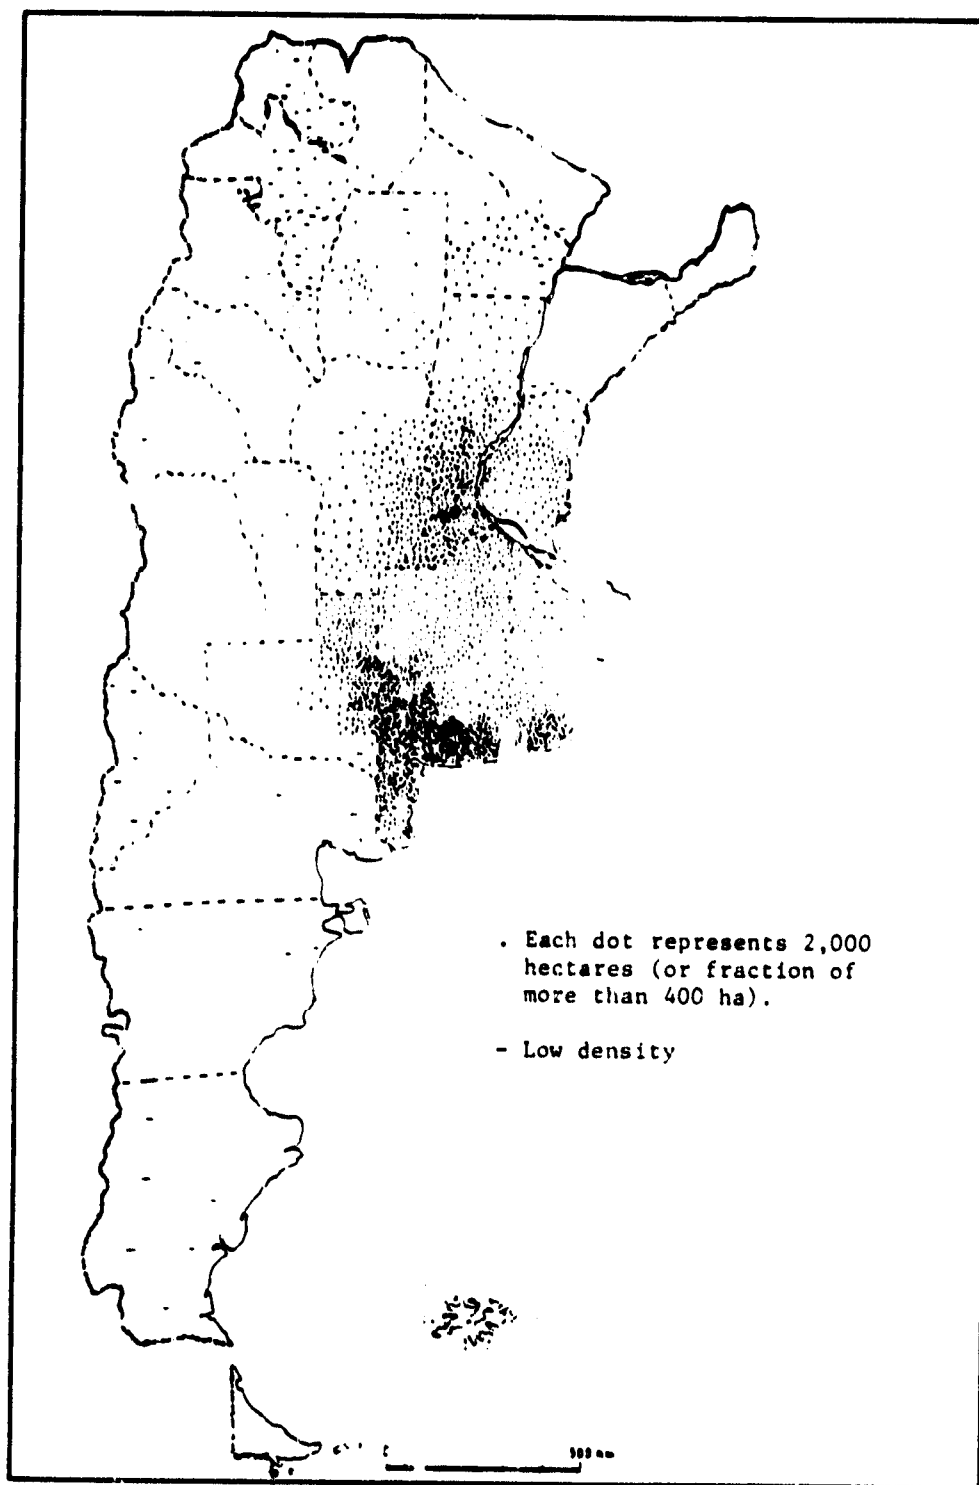 . Each dot represents 2,000
hectares (or fraction of
more than 400 ha).
- Low density